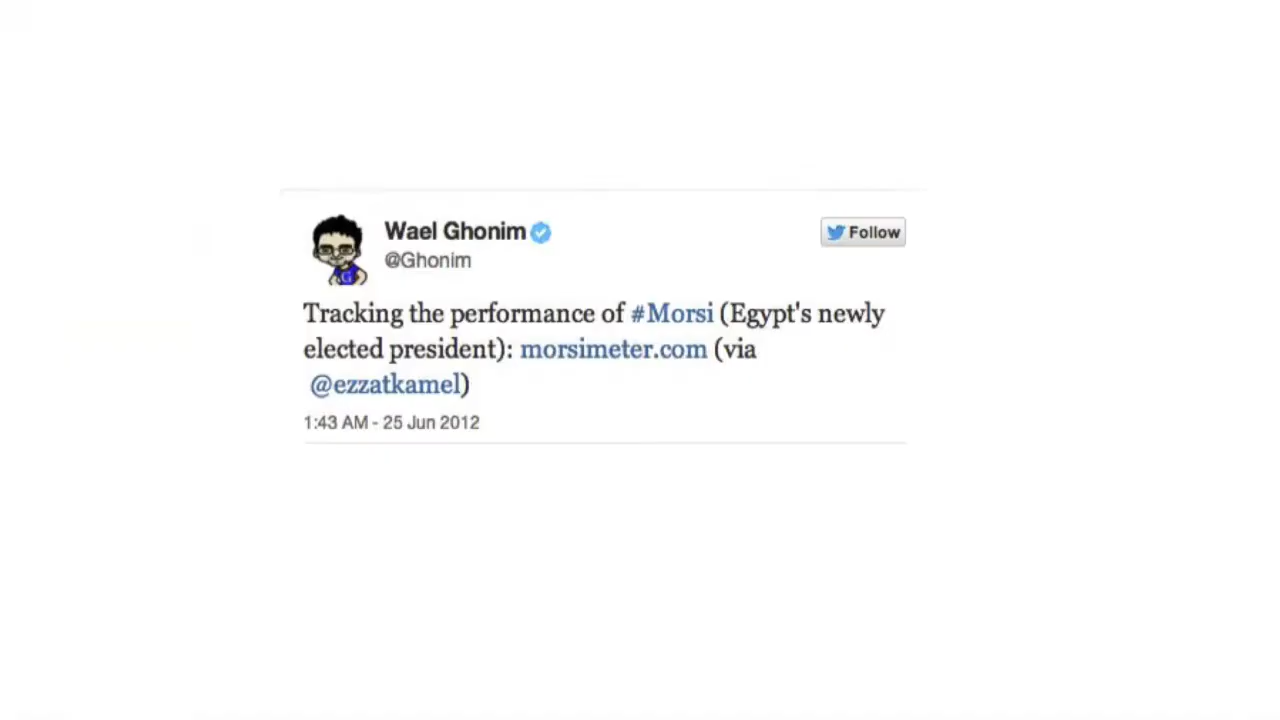 Wael Ghonim
@Ghonim
Follow
Tracking the performance of #Morsi (Egypt's newly
elected president): morsimeter.com (via
@ezzatkamel)
1:43 AM - 25 Jun 2012